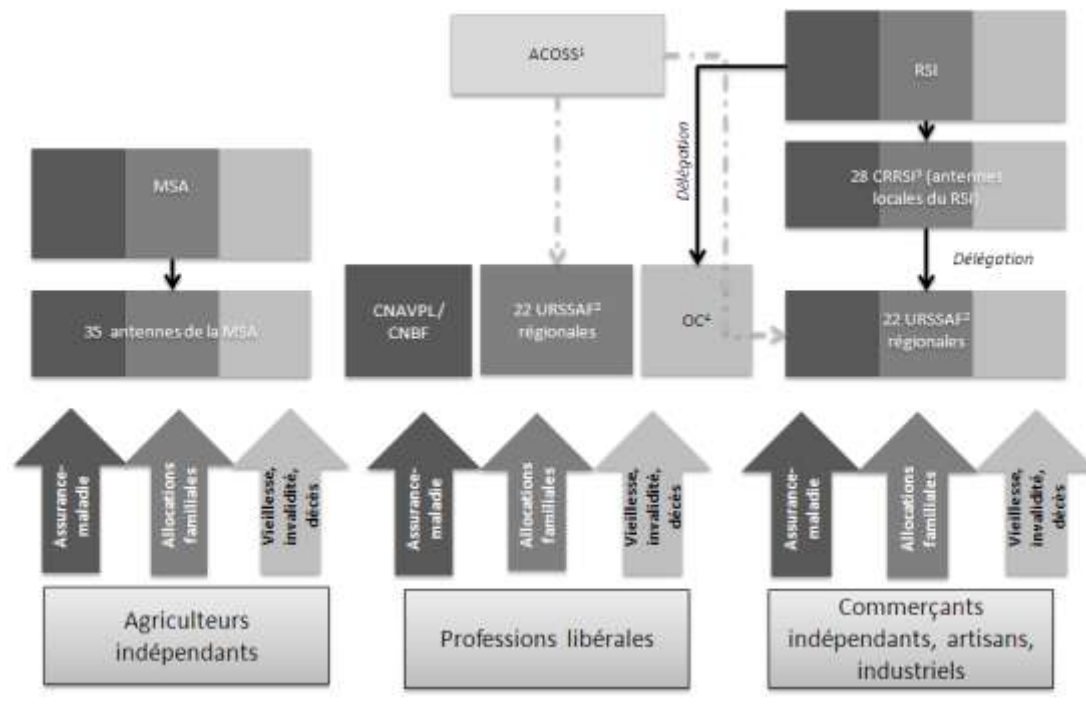 ACOSS¹
RSI
Délégation
MSA
28 CRRSI³ (antennes
locales du RSI)
Délégation
35 antennes de la MSA
CNAVPL/
CNBF
22 URSSAF²
régionales
OC⁴
22 URSSAF²
régionales
Assurance-
maladie
Allocations
familiales
Vieillesse,
invalidité,
décès
Assurance-
maladie
Allocations
familiales
Vieillesse,
invalidité,
décès
Assurance-
maladie
Allocations
familiales
Vieillesse,
invalidité,
décès
Agriculteurs
indépendants
Professions libérales
Commerçants
indépendants, artisans,
industriels